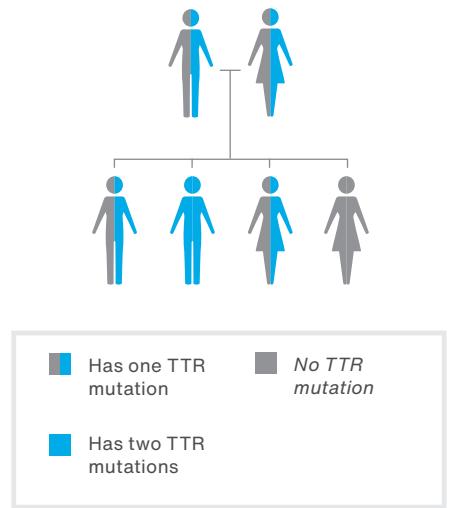 Has one TTR
mutation
No TTR
mutation
Has two TTR
mutations